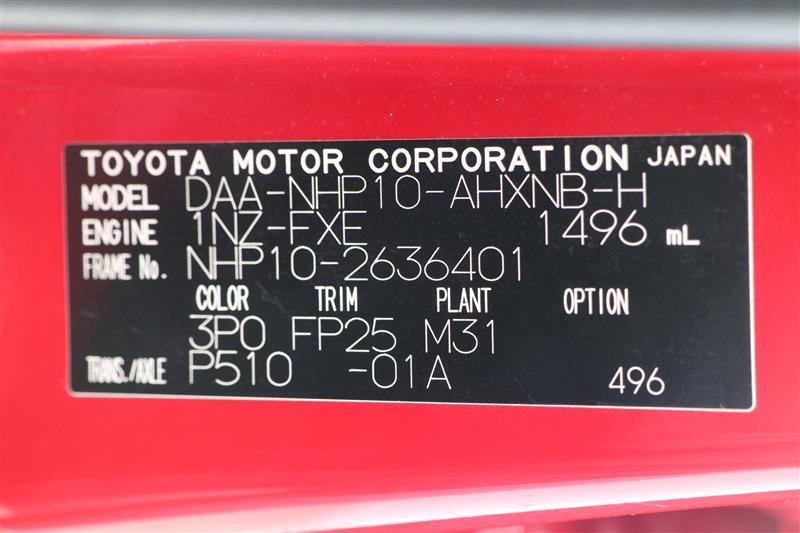 TOYOTA MOTOR CORPORATION JAPAN
MODEL DAA-NHP10-AHXNB-H
ENGINE 1NZ-FXE 1496 mL
FRAME No. NHP10-2636401
COLOR TRIM PLANT OPTION
3P0 FP25 M31
TRANS./AXLE P510 -01A 496